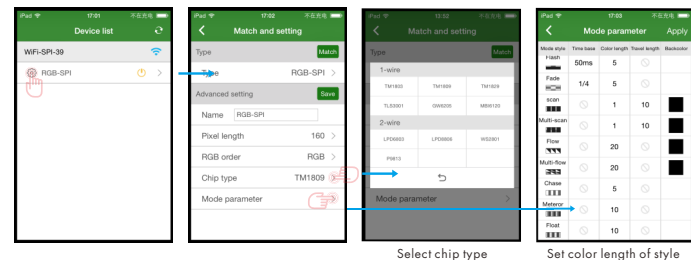 iPad 17:01 不在充电
Device list
WiFi-SPI-39
RGB-SPI
iPad 17:02 不在充电
Match and setting
Type Match
Type RGB-SPI
Advanced setting Save
Name RGB-SPI
Pixel length 160
RGB order RGB
Chip type TM1809
Mode parameter
iPad 13:52 不在充电
Match and setting
Type Match
1-wire
TM1803 TM1809 TM1829
TLS3001 GW6205 MBI6120
2-wire
LPD6803 LPD8806 WS2801
P9813
Mode parameter
Select chip type
iPad 17:03 不在充电
Mode parameter Apply
Mode style Time base Color length Travel length Backcolor
Flash 50ms 5
Fade 1/4 5
scan 1 10
Multi-scan 1 10
Flow 20
Multi-flow 20
Chase 5
Meteror 10
Float 10
Set color length of style